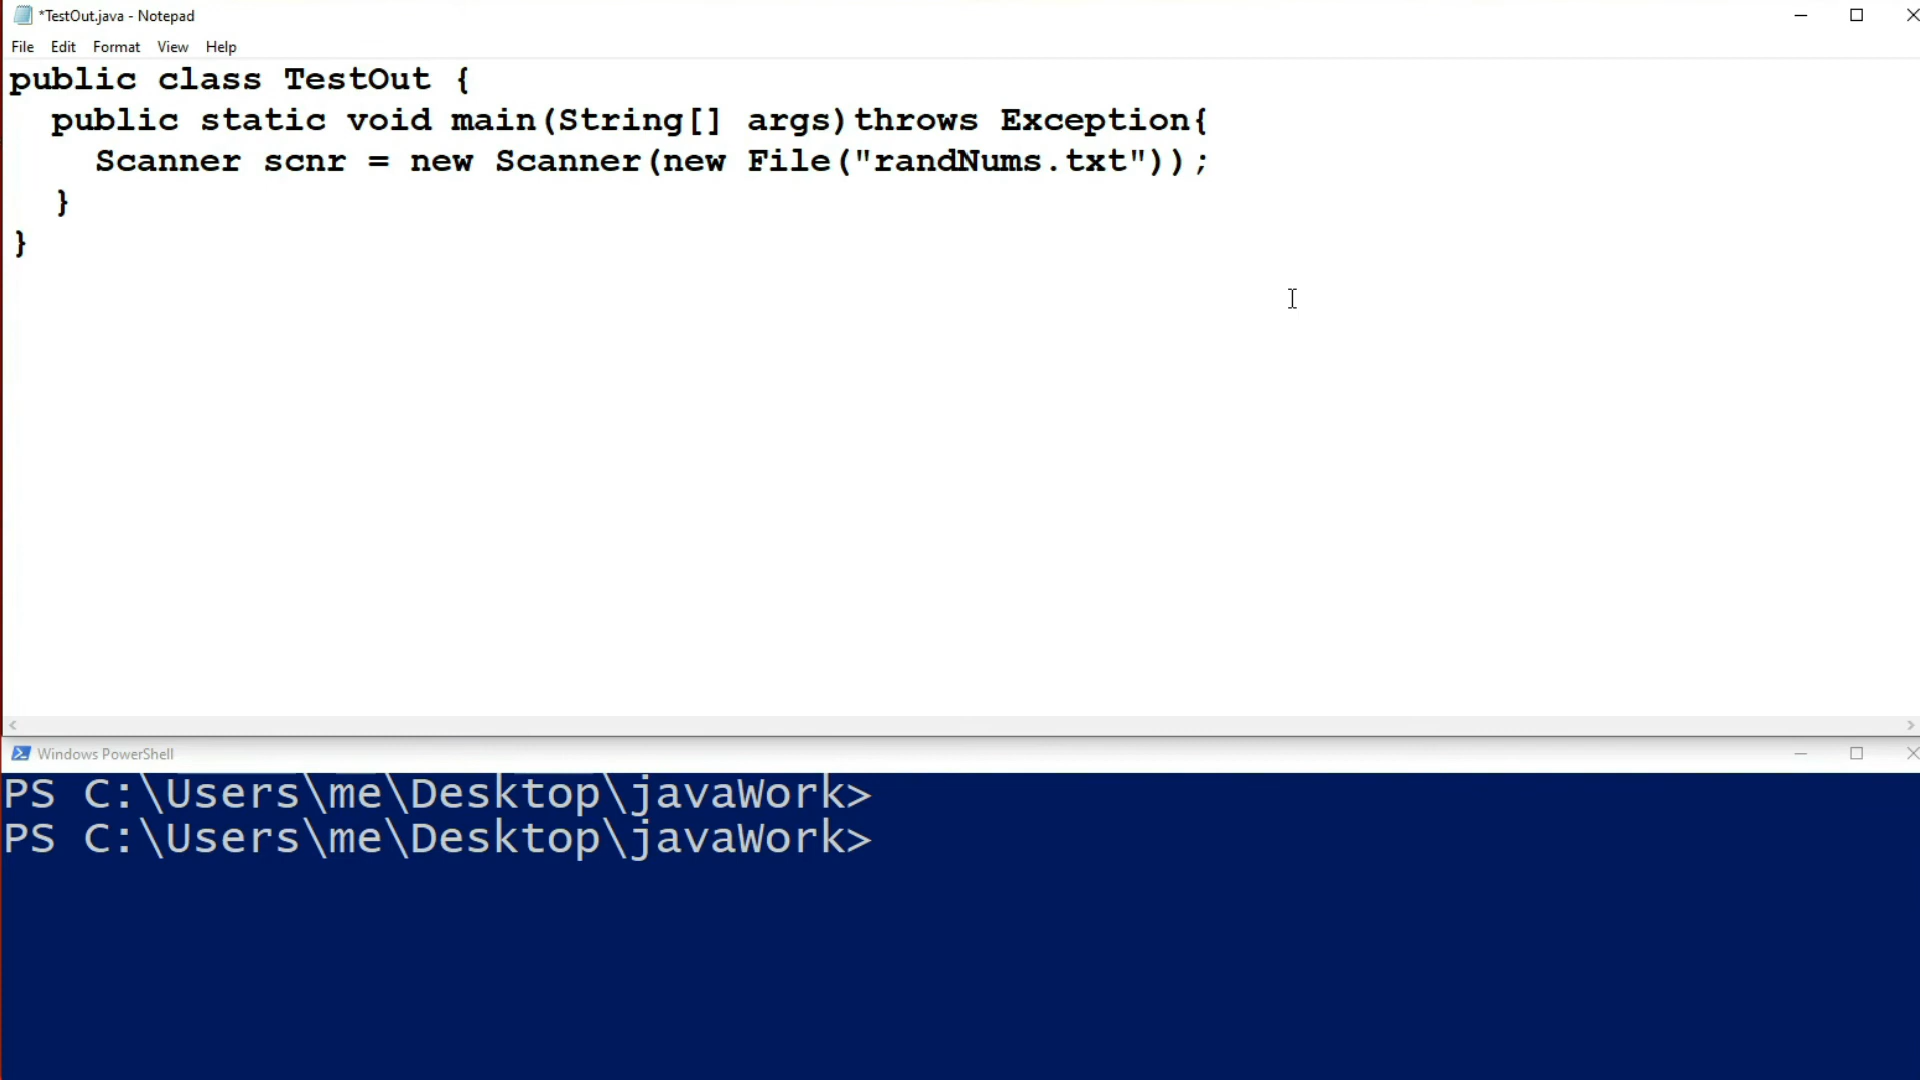 *TestOut.java - Notepad
File Edit Format View Help
public class TestOut {
public static void main(String[] args)throws Exception{
Scanner scnr = new Scanner(new File("randNums.txt"));
}
}
Windows PowerShell
PS C:\Users\me\Desktop\javaWork>
PS C:\Users\me\Desktop\javaWork>